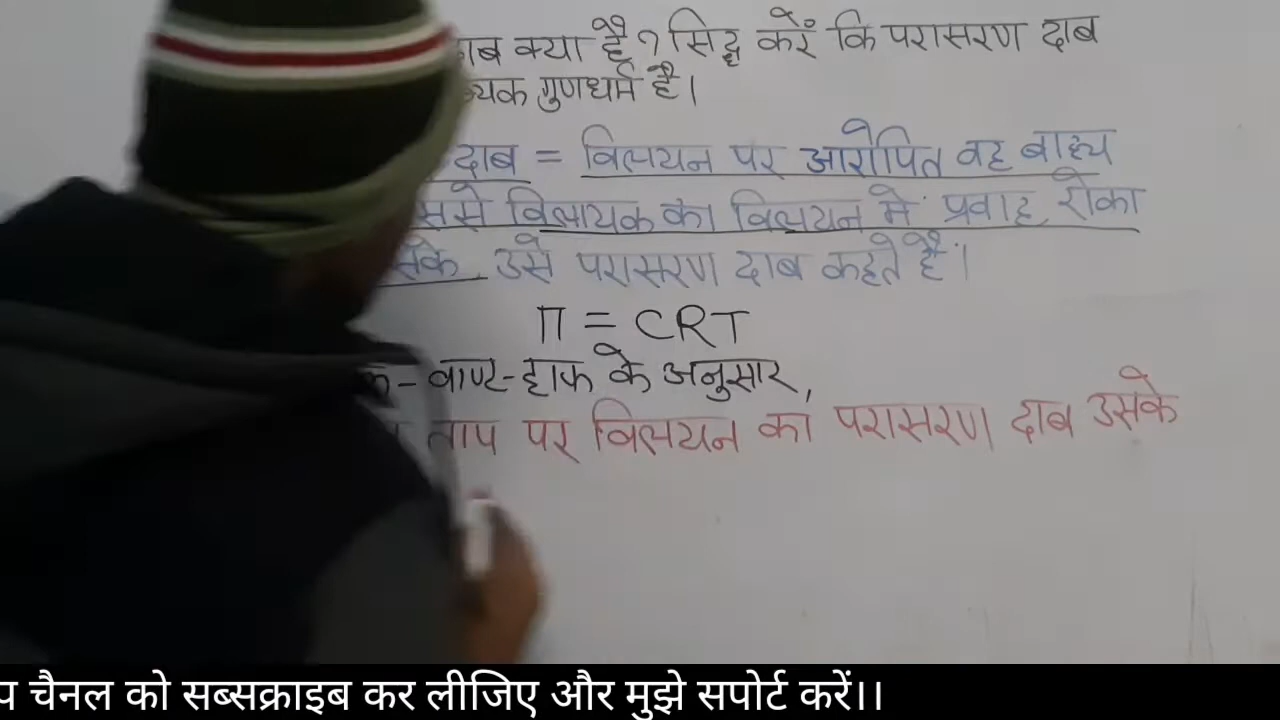 दाब क्या है? सिद्ध करें कि परासरण दाब
गुणधर्म है।
दाब = विलयन पर आरोपित वह बाह्य
विलायक का विलयन में प्रवाह रोका
सके उसे परासरण दाब कहते है।
π = CRT
वाण्ट-हाफ के अनुसार,
ताप पर विलयन का परासरण दाब उसके
चैनल को सब्सक्राइब कर लीजिए और मुझे सपोर्ट करें।।